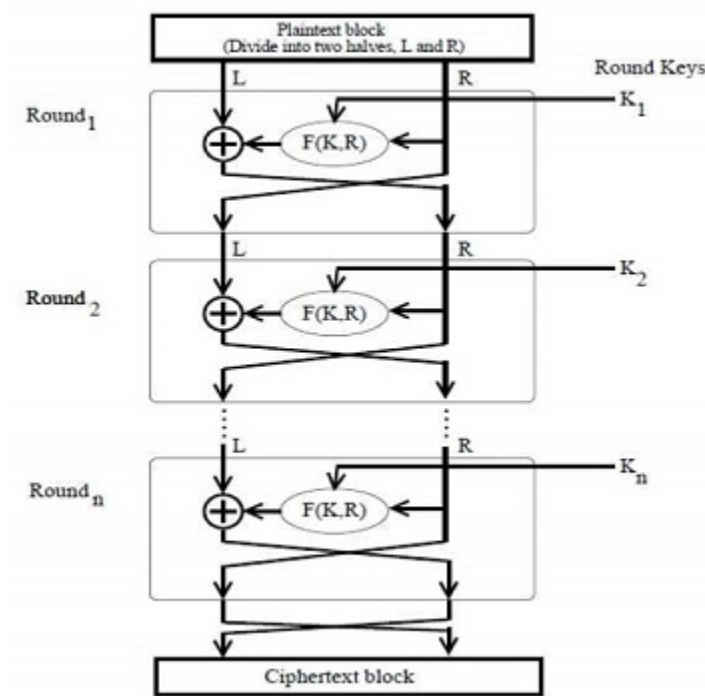 Plaintext block
(Divide into two halves, L and R)
L
R
Round Keys
K1
Round1
F(K,R)
L
R
K2
Round2
F(K,R)
L
R
Kn
Roundn
F(K,R)
Ciphertext block